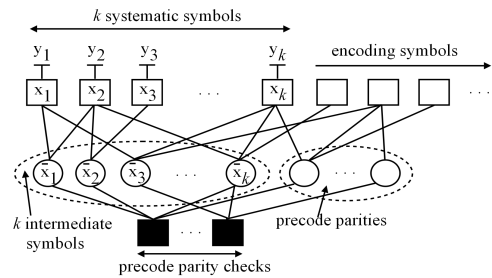 k systematic symbols
y1 y2 y3 yk encoding symbols
x1 x2 x3 ... xk ...
x̄1 x̄2 x̄3 ... x̄k ...
k intermediate symbols
...
precode parities
precode parity checks